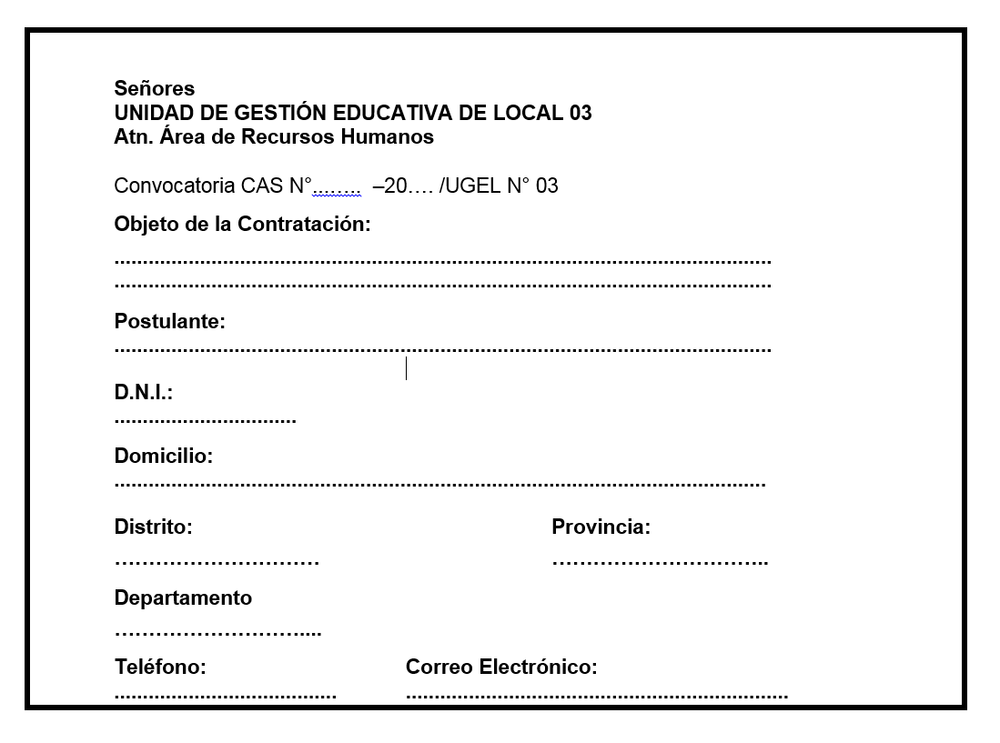 Señores
UNIDAD DE GESTIÓN EDUCATIVA DE LOCAL 03
Atn. Área de Recursos Humanos
Convocatoria CAS N°........ –20…. /UGEL N° 03
Objeto de la Contratación:
...................................................................................................................
...................................................................................................................
Postulante:
...................................................................................................................
D.N.I.:
................................
Domicilio:
..................................................................................................................
Distrito: Provincia:
………………………… …………………………..
Departamento
………………………....
Teléfono: Correo Electrónico:
....................................... ...................................................................